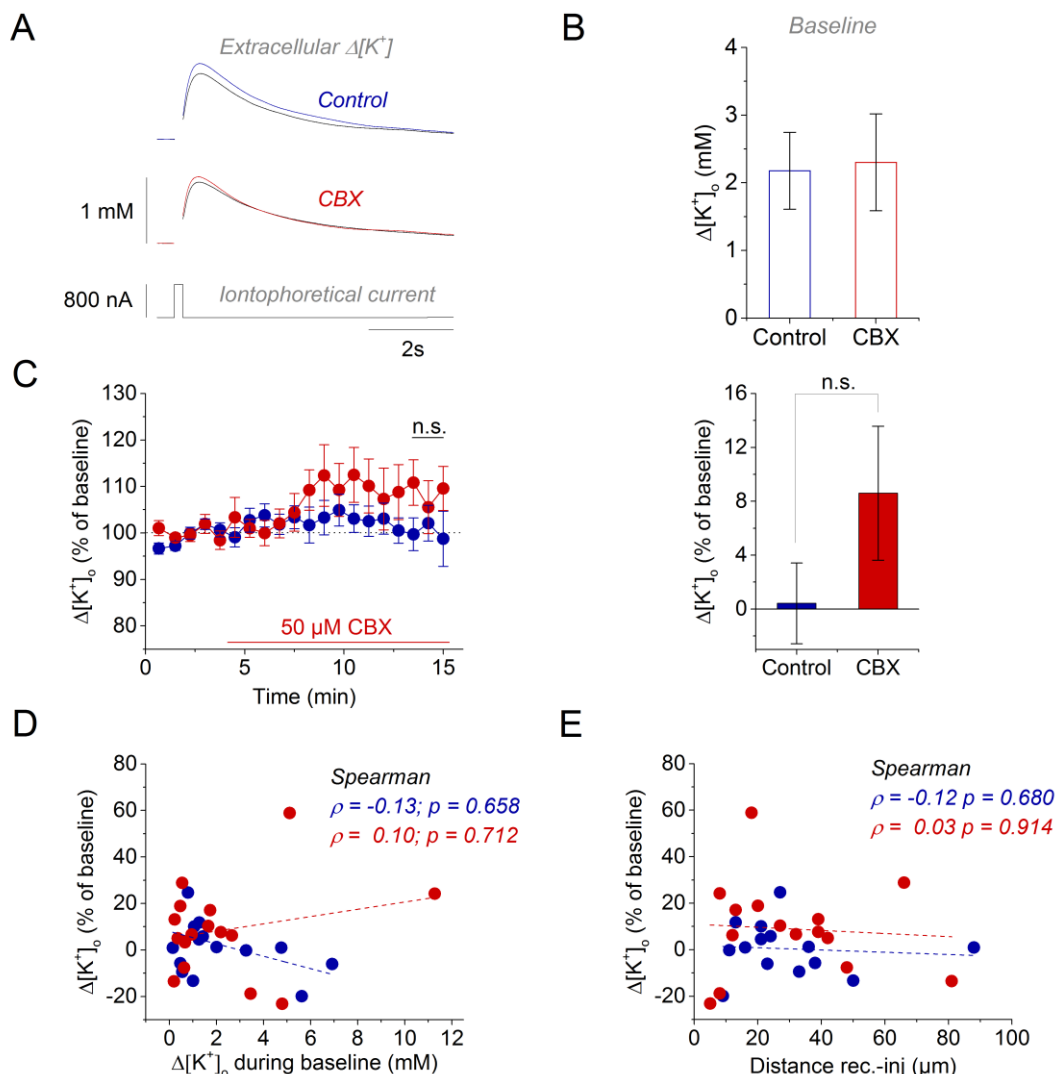 A
Extracellular Δ[K⁺]
Control
CBX
1 mM
800 nA
Iontophoretical current
2s
B
Baseline
Δ[K⁺]ₒ (mM)
4
3
2
1
0
Control
CBX
16
12
8
4
0
n.s.
Δ[K⁺]ₒ (% of baseline)
Control
CBX
C
130
120
110
100
90
80
n.s.
Δ[K⁺]ₒ (% of baseline)
50 µM CBX
0
5
10
15
Time (min)
D
80
60
40
20
0
-20
Δ[K⁺]ₒ (% of baseline)
Spearman
ρ = -0.13; p = 0.658
ρ = 0.10; p = 0.712
0
2
4
6
8
10
12
Δ[K⁺]ₒ during baseline (mM)
E
80
60
40
20
0
-20
Δ[K⁺]ₒ (% of baseline)
Spearman
ρ = -0.12 p = 0.680
ρ = 0.03 p = 0.914
0
20
40
60
80
100
Distance rec.-inj (µm)